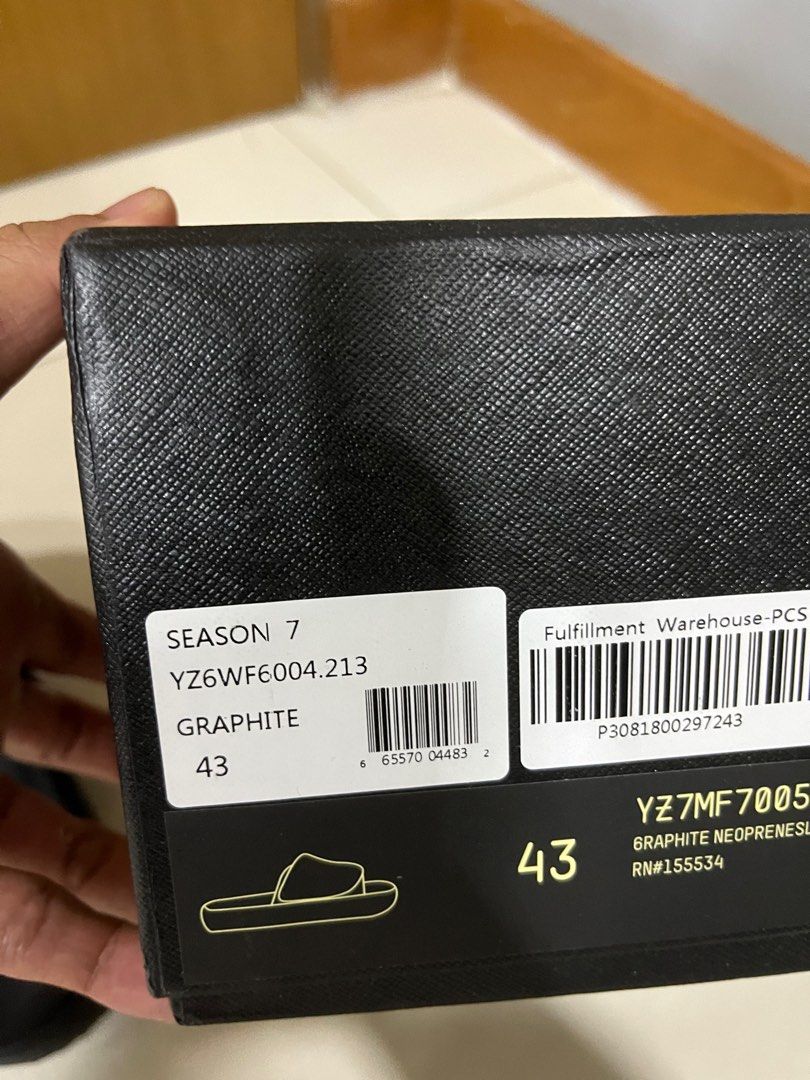 SEASON 7
YZ6WF6004.213
GRAPHITE
43
6 65570 04483 2
Fulfillment Warehouse-PCS
P3081800297243
43
YZ7MF7005
6RAPHITE NEOPRENESL
RN#155534